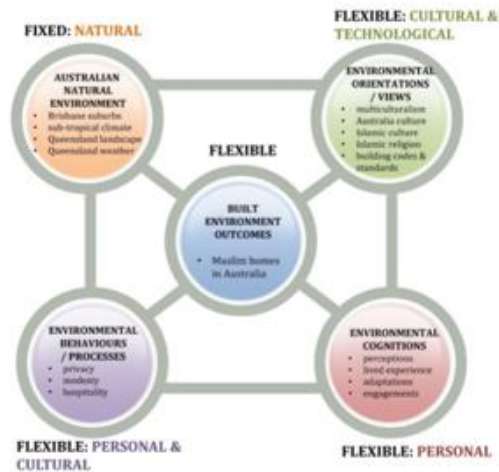 FIXED: NATURAL
FLEXIBLE: CULTURAL &
TECHNOLOGICAL
AUSTRALIAN
NATURAL
ENVIRONMENT
• Brisbane suburbs
• sub-tropical climate
• Queensland landscape
• Queensland weather
ENVIRONMENTAL
ORIENTATIONS
/ VIEWS
• multiculturalism
• Australia culture
• Islamic culture
• Islamic religion
• building codes &
standards
FLEXIBLE
BUILT
ENVIRONMENT
OUTCOMES
• Muslim homes
in Australia
ENVIRONMENTAL
BEHAVIOURS
/ PROCESSES
• privacy
• modesty
• hospitality
ENVIRONMENTAL
COGNITIONS
• perceptions
• lived experience
• adaptations
• engagements
FLEXIBLE: PERSONAL &
CULTURAL
FLEXIBLE: PERSONAL